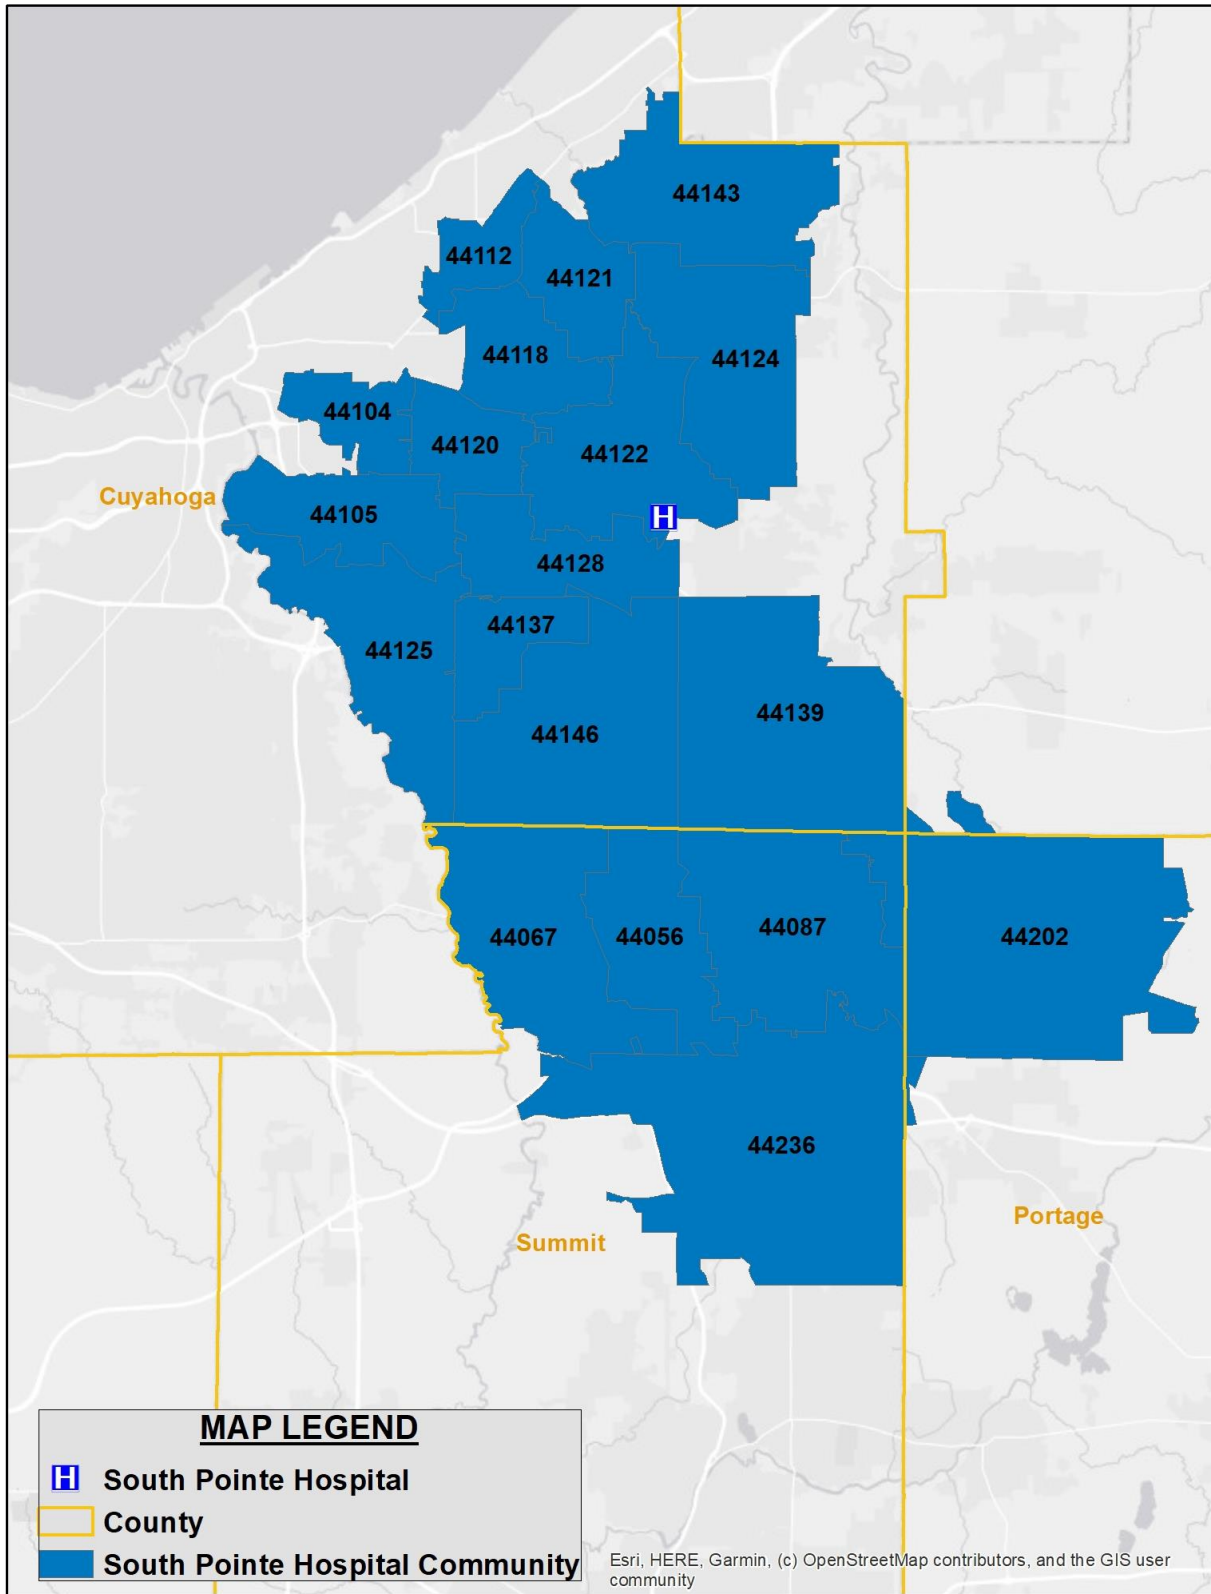 44143
44112
44121
44118
44124
44104
44120
44122
Cuyahoga
44105
H
44128
44137
44125
44139
44146
44067
44056
44087
44202
44236
Portage
Summit
MAP LEGEND
H South Pointe Hospital
County
South Pointe Hospital Community
Esri, HERE, Garmin, (c) OpenStreetMap contributors, and the GIS user
community